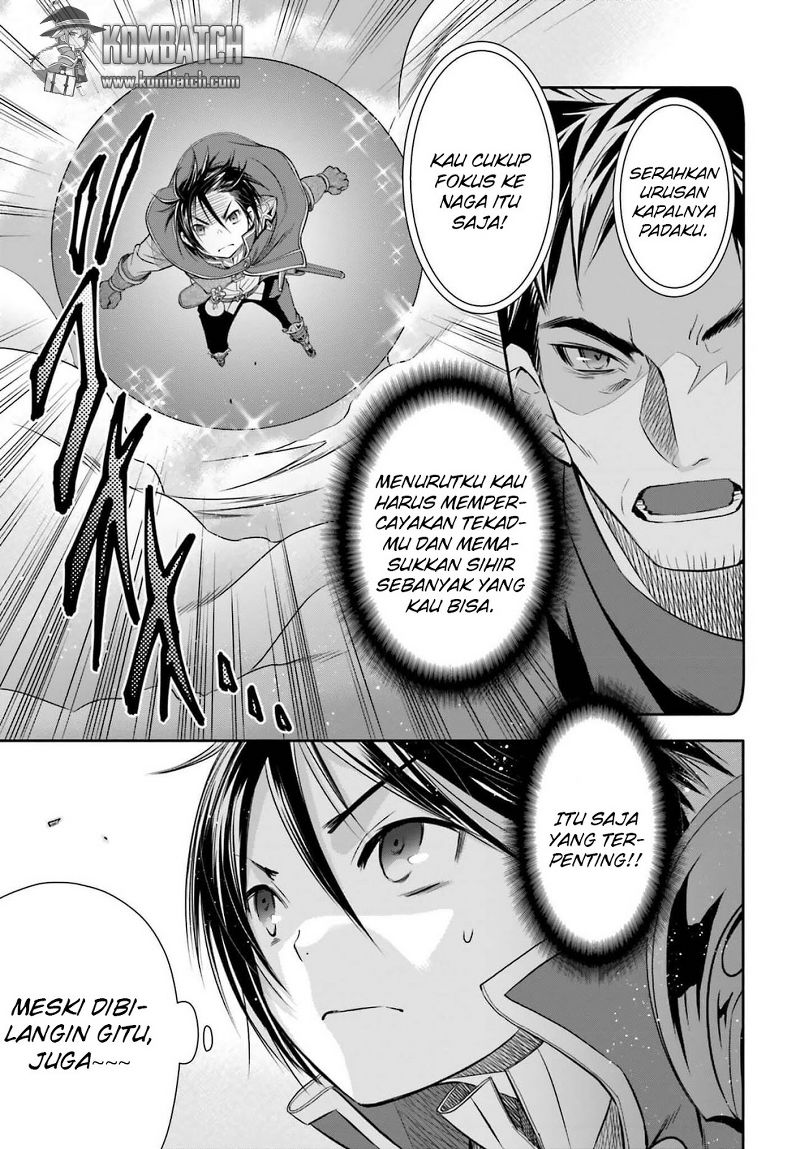 KOMBATCH
www.kombatch.com
SERAHKAN
URUSAN
KAPALNYA
PADAKU.
KAU CUKUP
FOKUS KE
NAGA ITU
SAJA!
MENURUTKU KAU
HARUS MEMPER-
CAYAKAN TEKAD-
MU DAN MEMA-
SUKKAN SIHIR
SEBANYAK YANG
KAU BISA.
ITU SAJA
YANG TER-
PENTING!!
MESKI DIBI-
LANGIN GITU,
JUGA~~~